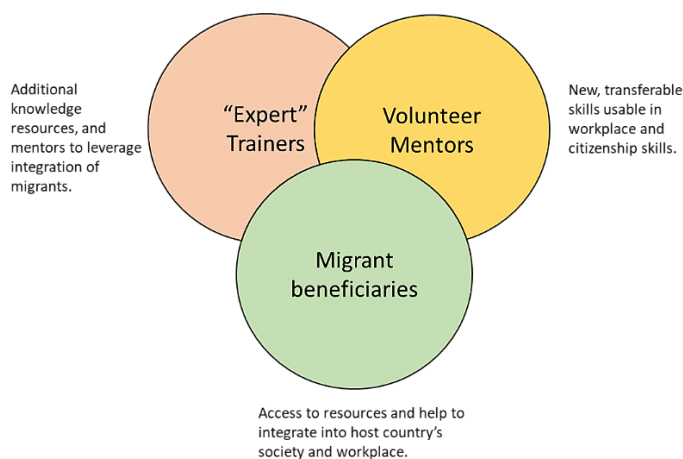 Additional
knowledge
resources, and
mentors to leverage
integration of
migrants.
“Expert”
Trainers
Volunteer
Mentors
New, transferable
skills usable in
workplace and
citizenship skills.
Migrant
beneficiaries
Access to resources and help to
integrate into host country’s
society and workplace.